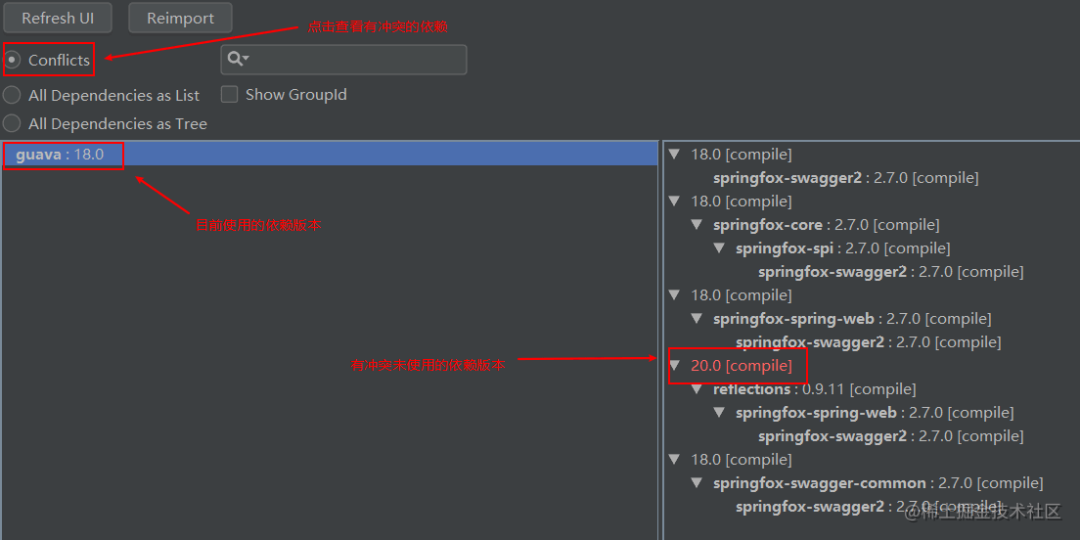 Refresh UI
Reimport
点击查看有冲突的依赖
Conflicts
All Dependencies as List
Show GroupId
All Dependencies as Tree
guava : 18.0
目前使用的依赖版本
有冲突未使用的依赖版本
18.0 [compile]
springfox-swagger2 : 2.7.0 [compile]
18.0 [compile]
springfox-core : 2.7.0 [compile]
springfox-spi : 2.7.0 [compile]
springfox-swagger2 : 2.7.0 [compile]
18.0 [compile]
springfox-spring-web : 2.7.0 [compile]
springfox-swagger2 : 2.7.0 [compile]
20.0 [compile]
reflections : 0.9.11 [compile]
springfox-spring-web : 2.7.0 [compile]
springfox-swagger2 : 2.7.0 [compile]
18.0 [compile]
springfox-swagger-common : 2.7.0 [compile]
springfox-swagger2 : 2.7.0 [compile]
@稀土掘金技术社区